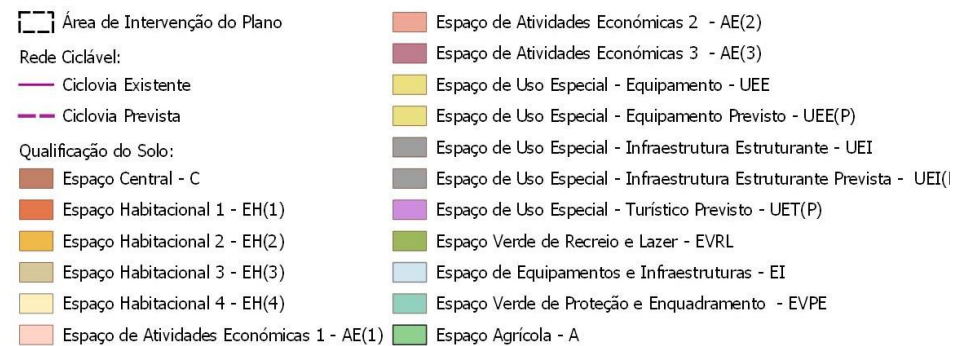 Área de Intervenção do Plano
Rede Ciclável:
Ciclovia Existente
Ciclovia Prevista
Qualificação do Solo:
Espaço Central - C
Espaço Habitacional 1 - EH(1)
Espaço Habitacional 2 - EH(2)
Espaço Habitacional 3 - EH(3)
Espaço Habitacional 4 - EH(4)
Espaço de Atividades Económicas 1 - AE(1)
Espaço de Atividades Económicas 2 - AE(2)
Espaço de Atividades Económicas 3 - AE(3)
Espaço de Uso Especial - Equipamento - UEE
Espaço de Uso Especial - Equipamento Previsto - UEE(P)
Espaço de Uso Especial - Infraestrutura Estruturante - UEI
Espaço de Uso Especial - Infraestrutura Estruturante Prevista - UEI(
Espaço de Uso Especial - Turístico Previsto - UET(P)
Espaço Verde de Recreio e Lazer - EVRL
Espaço de Equipamentos e Infraestruturas - EI
Espaço Verde de Proteção e Enquadramento - EVPE
Espaço Agrícola - A